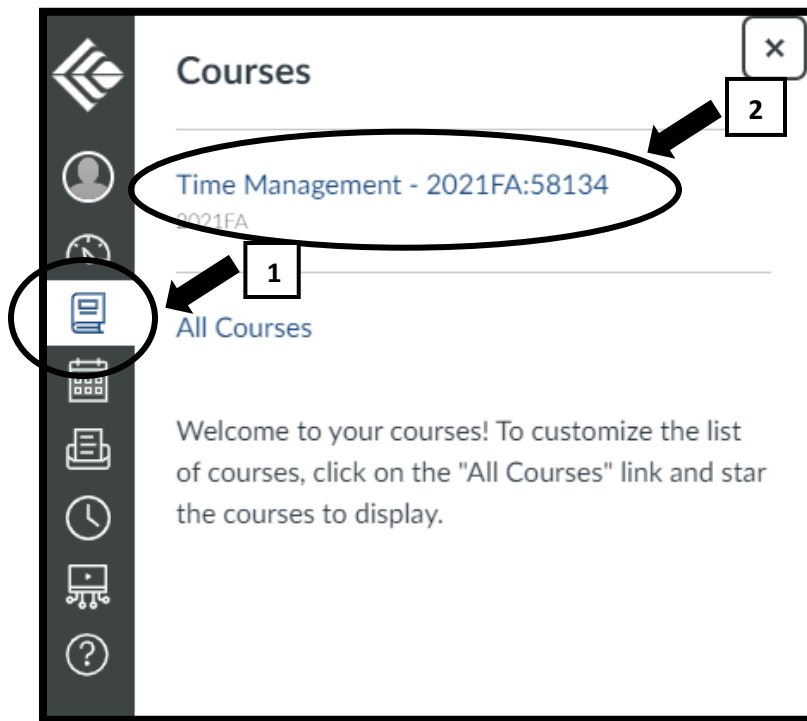 Courses
×
2
Time Management - 2021FA:58134
2021FA
1
All Courses
Welcome to your courses! To customize the list
of courses, click on the "All Courses" link and star
the courses to display.
?